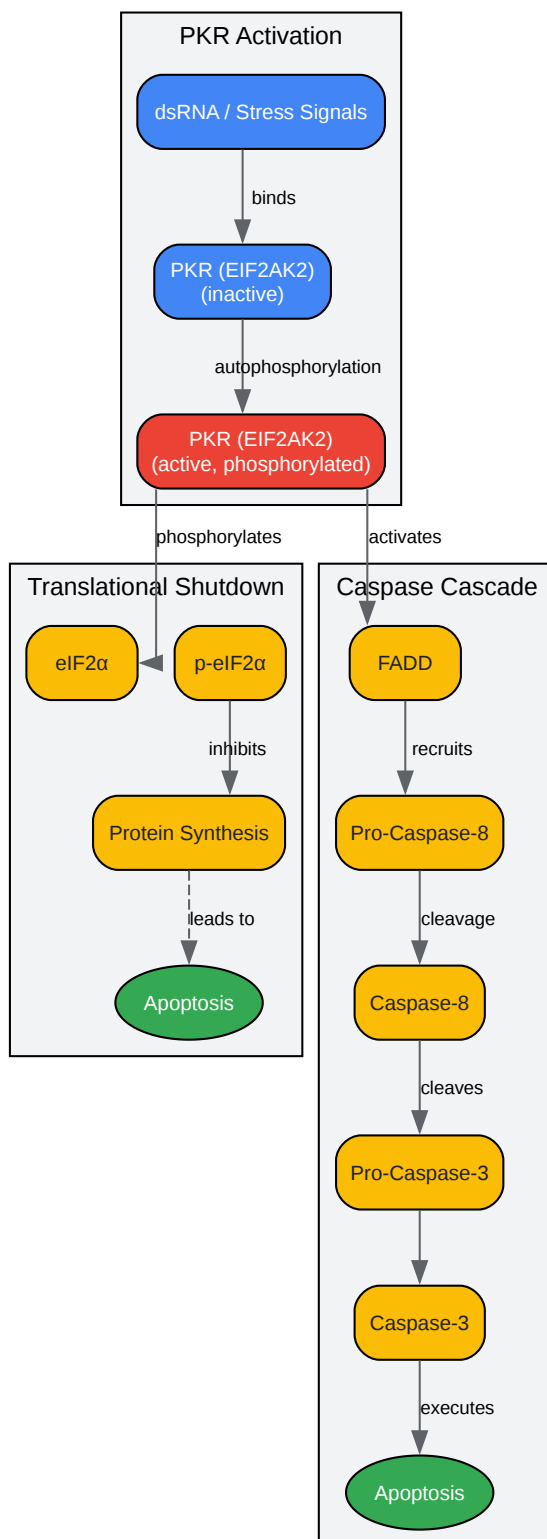 PKR Activation
dsRNA / Stress Signals
binds
PKR (EIF2AK2)
(inactive)
autophosphorylation
PKR (EIF2AK2)
(active, phosphorylated)
phosphorylates
activates
Translational Shutdown
eIF2α
p-eIF2α
inhibits
Protein Synthesis
leads to
Apoptosis
Caspase Cascade
FADD
recruits
Pro-Caspase-8
cleavage
Caspase-8
cleaves
Pro-Caspase-3
Caspase-3
executes
Apoptosis